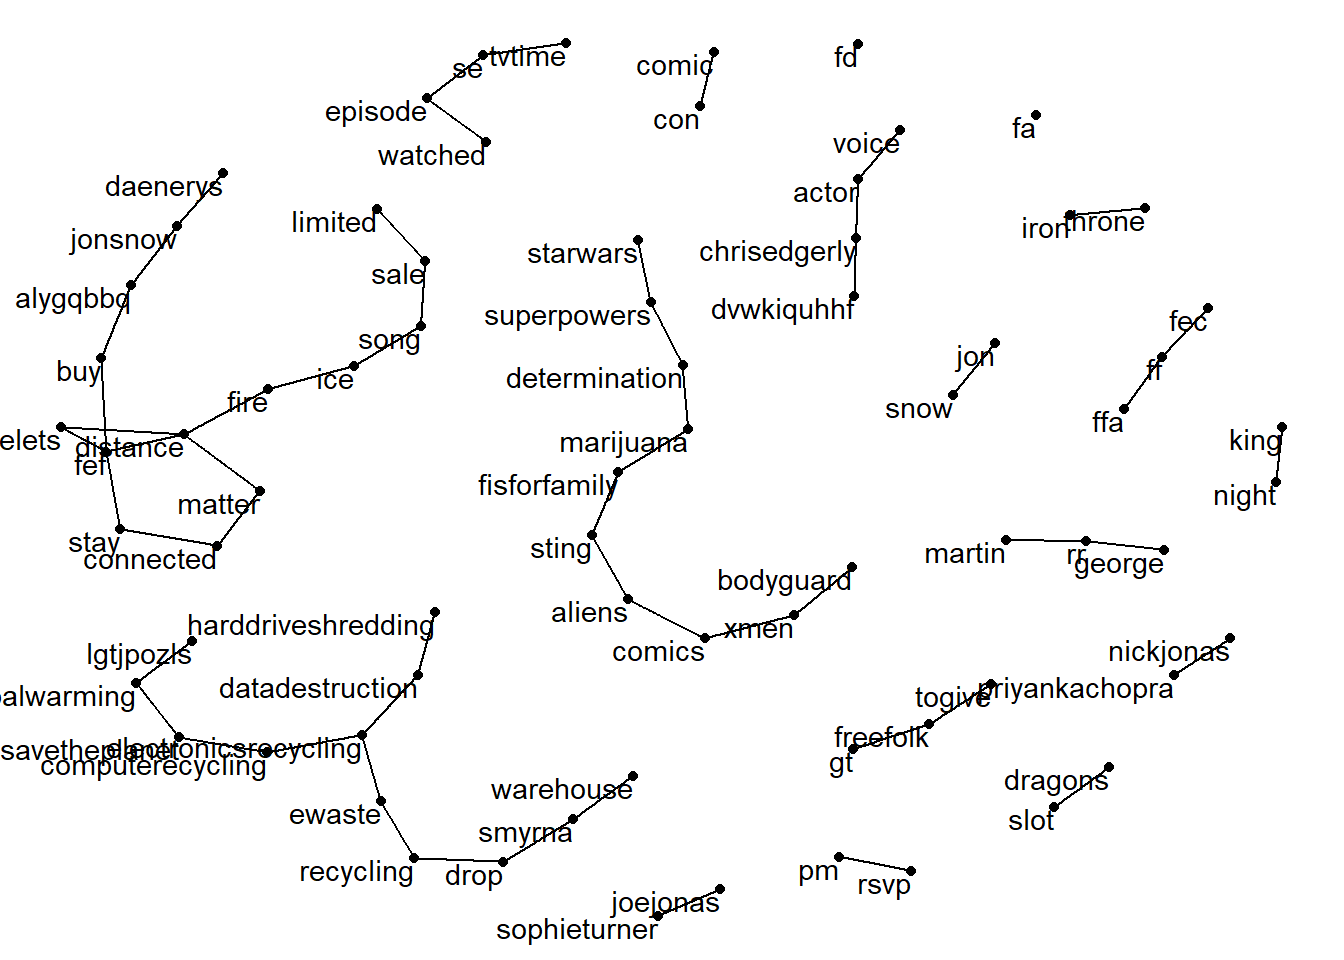 tvtime
se
comic
fd
episode
con
fa
voice
watched
daenerys
actor
limited
iron
throne
jonsnow
starwars
chrisedgerly
sale
alygqbbq
superpowers
dvwkiquhhf
fec
song
jon
buy
ice
determination
ff
fire
snow
ffa
elets
distance
marijuana
king
fef
fisforfamily
matter
night
stay
connected
sting
martin
rr
george
bodyguard
aliens
harddriveshredding
xmen
lgtjpozls
comics
nickjonas
balwarming
datadestruction
togive
priyankachopra
savetheplanet
electronicsrecycling
freefolk
computerecycling
gt
warehouse
dragons
ewaste
smyrna
slot
recycling
drop
pm
rsvp
joejonas
sophieturner